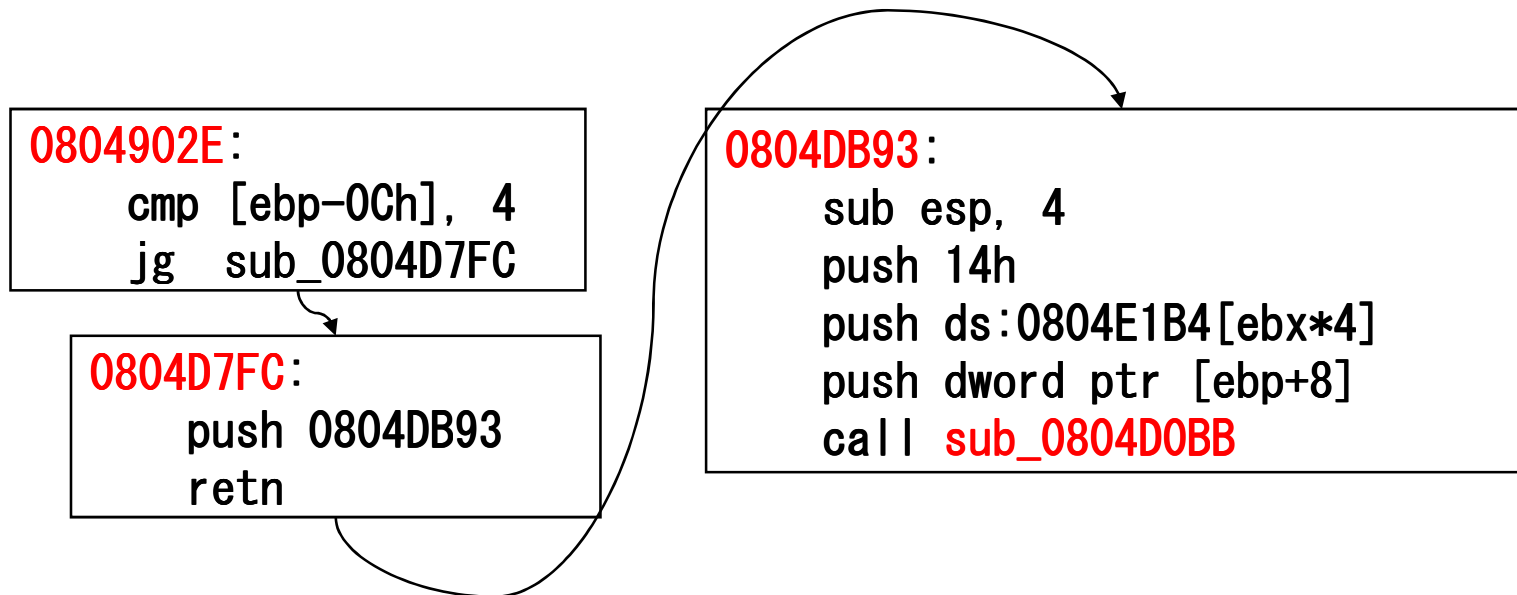 0804902E:
cmp [ebp-0Ch], 4
jg sub_0804D7FC
0804D7FC:
push 0804DB93
retn
0804DB93:
sub esp, 4
push 14h
push ds:0804E1B4[ebx*4]
push dword ptr [ebp+8]
call sub_0804D0BB